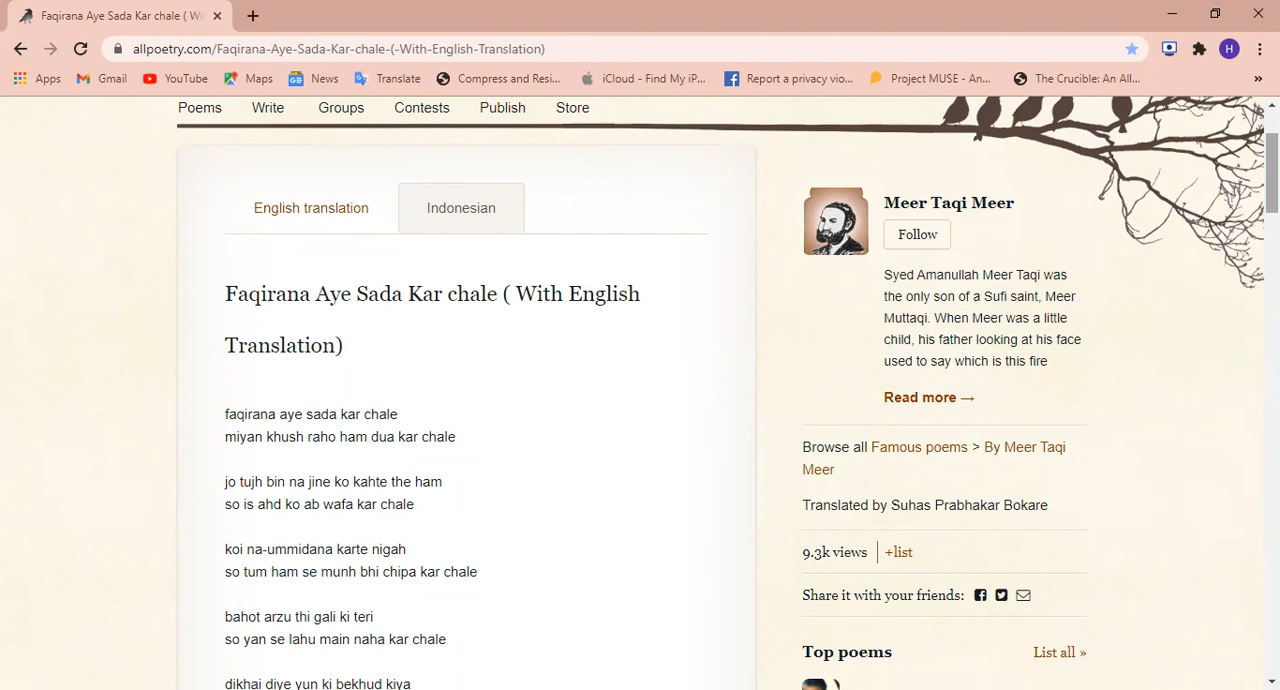 Faqirana Aye Sada Kar chale ( Wi
allpoetry.com/Faqirana-Aye-Sada-Kar-chale-(-With-English-Translation)
H
Apps Gmail YouTube Maps News Translate Compress and Resi... iCloud - Find My iP... Report a privacy vio... Project MUSE - An... The Crucible: An All... »
Poems Write Groups Contests Publish Store
English translation Indonesian
Faqirana Aye Sada Kar chale ( With English
Translation)
faqirana aye sada kar chale
miyan khush raho ham dua kar chale
jo tujh bin na jine ko kahte the ham
so is ahd ko ab wafa kar chale
koi na-ummidana karte nigah
so tum ham se munh bhi chipa kar chale
bahot arzu thi gali ki teri
so yan se lahu main naha kar chale
dikhai diye yun ki bekhud kiya
Meer Taqi Meer
Follow
Syed Amanullah Meer Taqi was
the only son of a Sufi saint, Meer
Muttaqi. When Meer was a little
child, his father looking at his face
used to say which is this fire
Read more →
Browse all Famous poems > By Meer Taqi
Meer
Translated by Suhas Prabhakar Bokare
9.3k views +list
Share it with your friends:
Top poems List all »